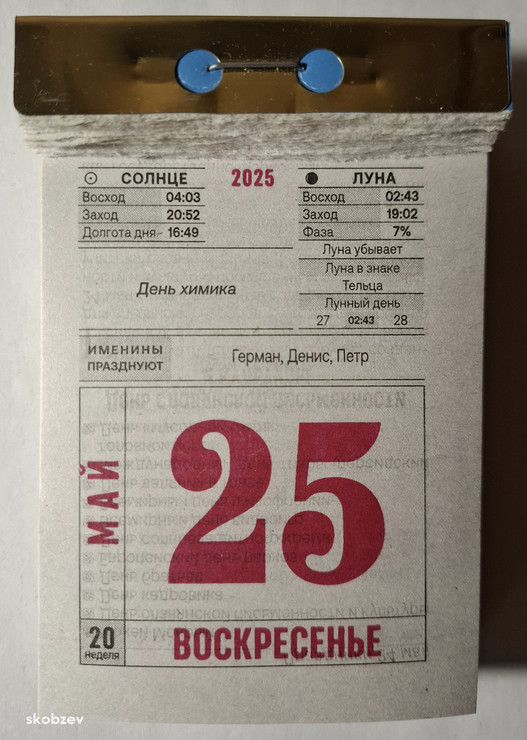 СОЛНЦЕ
Восход 04:03
Заход 20:52
Долгота дня 16:49
2025
ЛУНА
Восход 02:43
Заход 19:02
Фаза 7%
Луна убывает
Луна в знаке
Тельца
Лунный день
27 02:43 28
День химика
ИМЕНИНЫ
ПРАЗДНУЮТ
Герман, Денис, Петр
МАЙ
25
20
неделя
ВОСКРЕСЕНЬЕ
skobzev